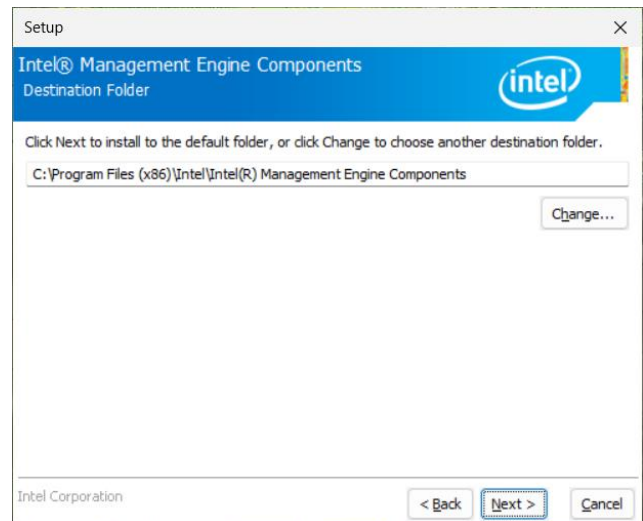 Setup
Intel® Management Engine Components
Destination Folder
intel
Click Next to install to the default folder, or click Change to choose another destination folder.
C:\Program Files (x86)\Intel\Intel(R) Management Engine Components
Change...
Intel Corporation
< Back
Next >
Cancel